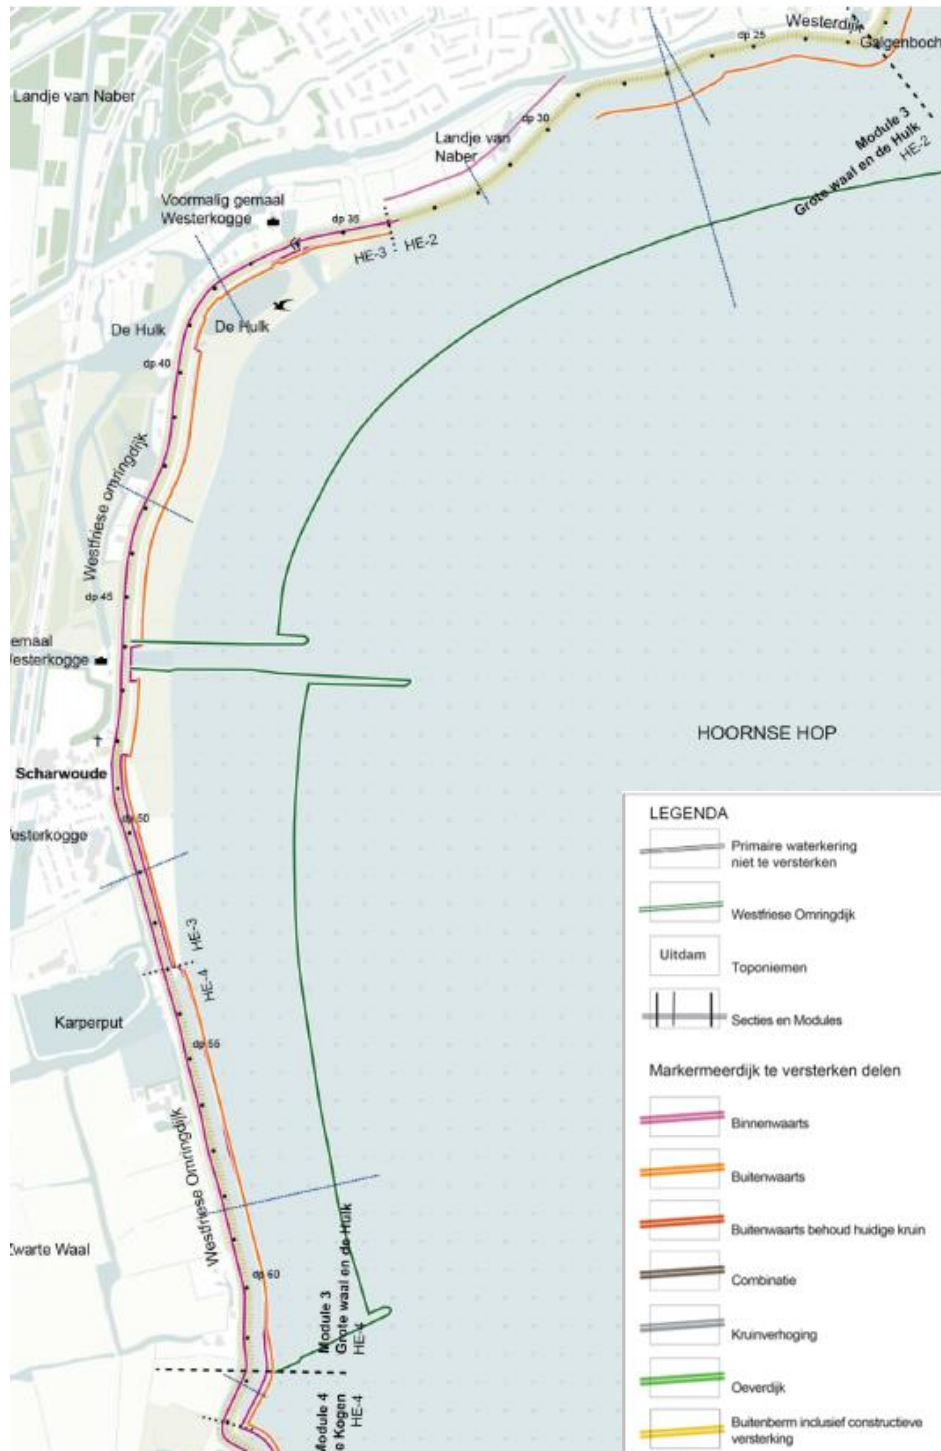 Westerdijk
dp 25
Galgenboch
Landje van Naber
dp 30
Landje van
Naber
Module 3
Grote waal en de Hulk
HE-2
Voormalig gemaal
Westerkogge
dp 35
HE-3
HE-2
De Hulk
De Hulk
dp 40
Westfriese omringdijk
dp 45
emaal
Westerkogge
HOORNSE HOP
Scharwoude
dp 50
Westerkogge
HE-3
HE-4
Karperput
dp 55
Westfriese Omringdijk
Zwarte Waal
dp 60
Module 3
Grote waal en de Hulk
HE-4
Module 4
e Kogen
HE-4
LEGENDA
Primaire waterkering
niet te versterken
Westfriese Omringdijk
Uitdam
Toponiemen
Secties en Modules
Markermeerdijk te versterken delen
Binnenwaarts
Buitenwaarts
Buitenwaarts behoud huidige kruin
Combinatie
Kruinverhoging
Oeverdijk
Buitenberm inclusief constructieve
versterking